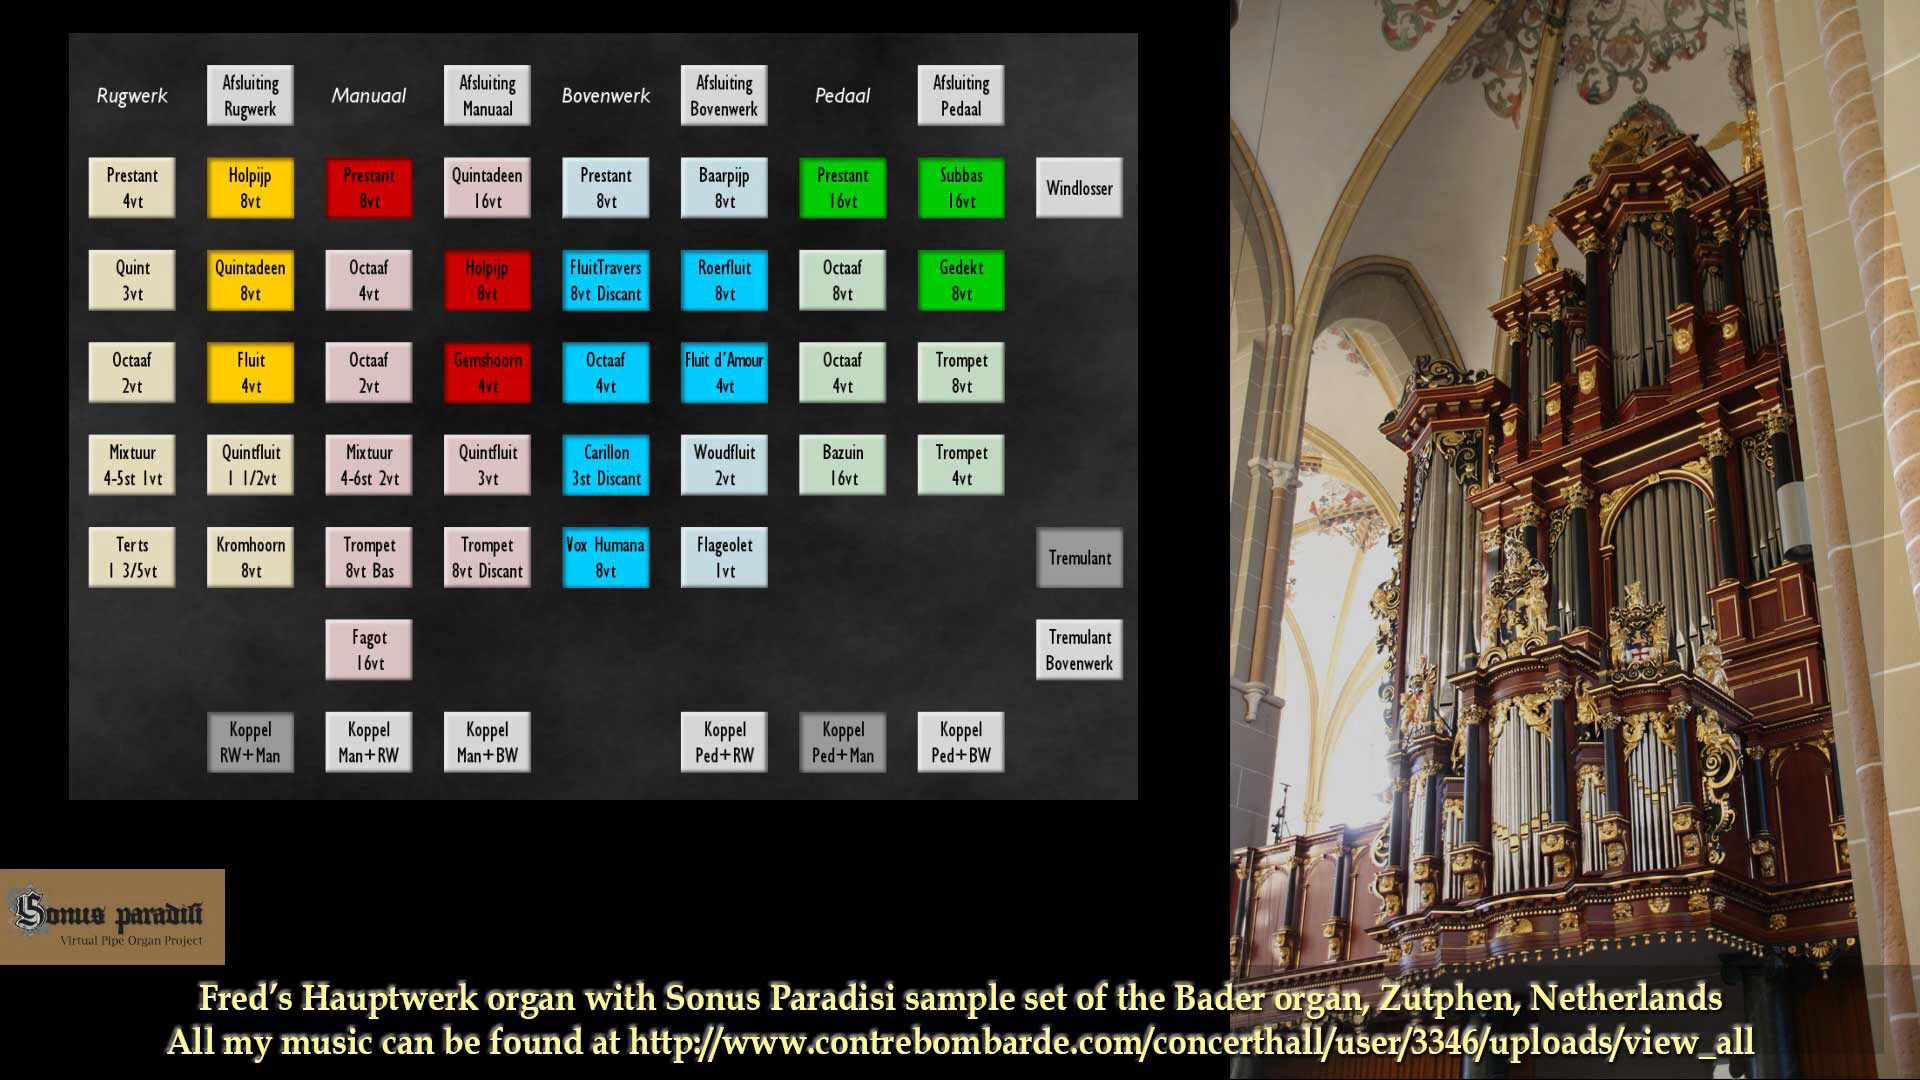 Rugwerk
Afsluiting
Rugwerk
Manuaal
Afsluiting
Manuaal
Bovenwerk
Afsluiting
Bovenwerk
Pedaal
Afsluiting
Pedaal
Prestant
4vt
Holpijp
8vt
Prestant
8vt
Quintadeen
16vt
Prestant
8vt
Baarpijp
8vt
Prestant
16vt
Subbas
16vt
Windlosser
Quint
3vt
Quintadeen
8vt
Octaaf
4vt
Holpijp
8vt
FluitTravers
8vt Discant
Roerfluit
8vt
Octaaf
8vt
Gedekt
8vt
Octaaf
2vt
Fluit
4vt
Octaaf
2vt
Gemshoorn
4vt
Octaaf
4vt
Fluit d'Amour
4vt
Octaaf
4vt
Trompet
8vt
Mixtuur
4-5st 1vt
Quintfluit
1 1/2vt
Mixtuur
4-6st 2vt
Quintfluit
3vt
Carillon
3st Discant
Woudfluit
2vt
Bazuin
16vt
Trompet
4vt
Terts
1 3/5vt
Kromhoorn
8vt
Trompet
8vt Bas
Trompet
8vt Discant
Vox Humana
8vt
Flageolet
1vt
Tremulant
Fagot
16vt
Tremulant
Bovenwerk
Koppel
RW+Man
Koppel
Man+RW
Koppel
Man+BW
Koppel
Ped+RW
Koppel
Ped+Man
Koppel
Ped+BW
Sonus paradisi
Virtual Pipe Organ Project
Fred's Hauptwerk organ with Sonus Paradisi sample set of the Bader organ, Zutphen, Netherlands
All my music can be found at http://www.contrebombarde.com/concerthall/user/3346/uploads/view_all